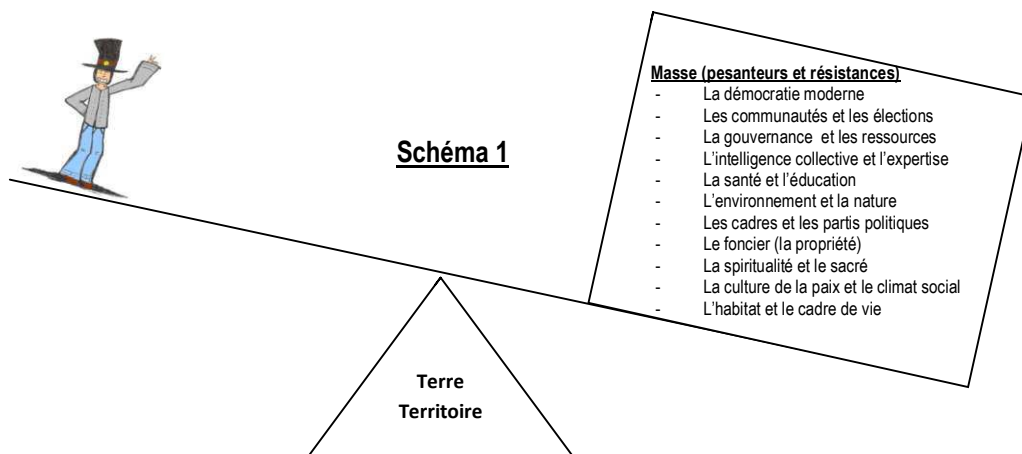 Schéma 1
Masse (pesanteurs et résistances)
- La démocratie moderne
- Les communautés et les élections
- La gouvernance et les ressources
- L'intelligence collective et l'expertise
- La santé et l'éducation
- L'environnement et la nature
- Les cadres et les partis politiques
- Le foncier (la propriété)
- La spiritualité et le sacré
- La culture de la paix et le climat social
- L'habitat et le cadre de vie
Terre
Territoire